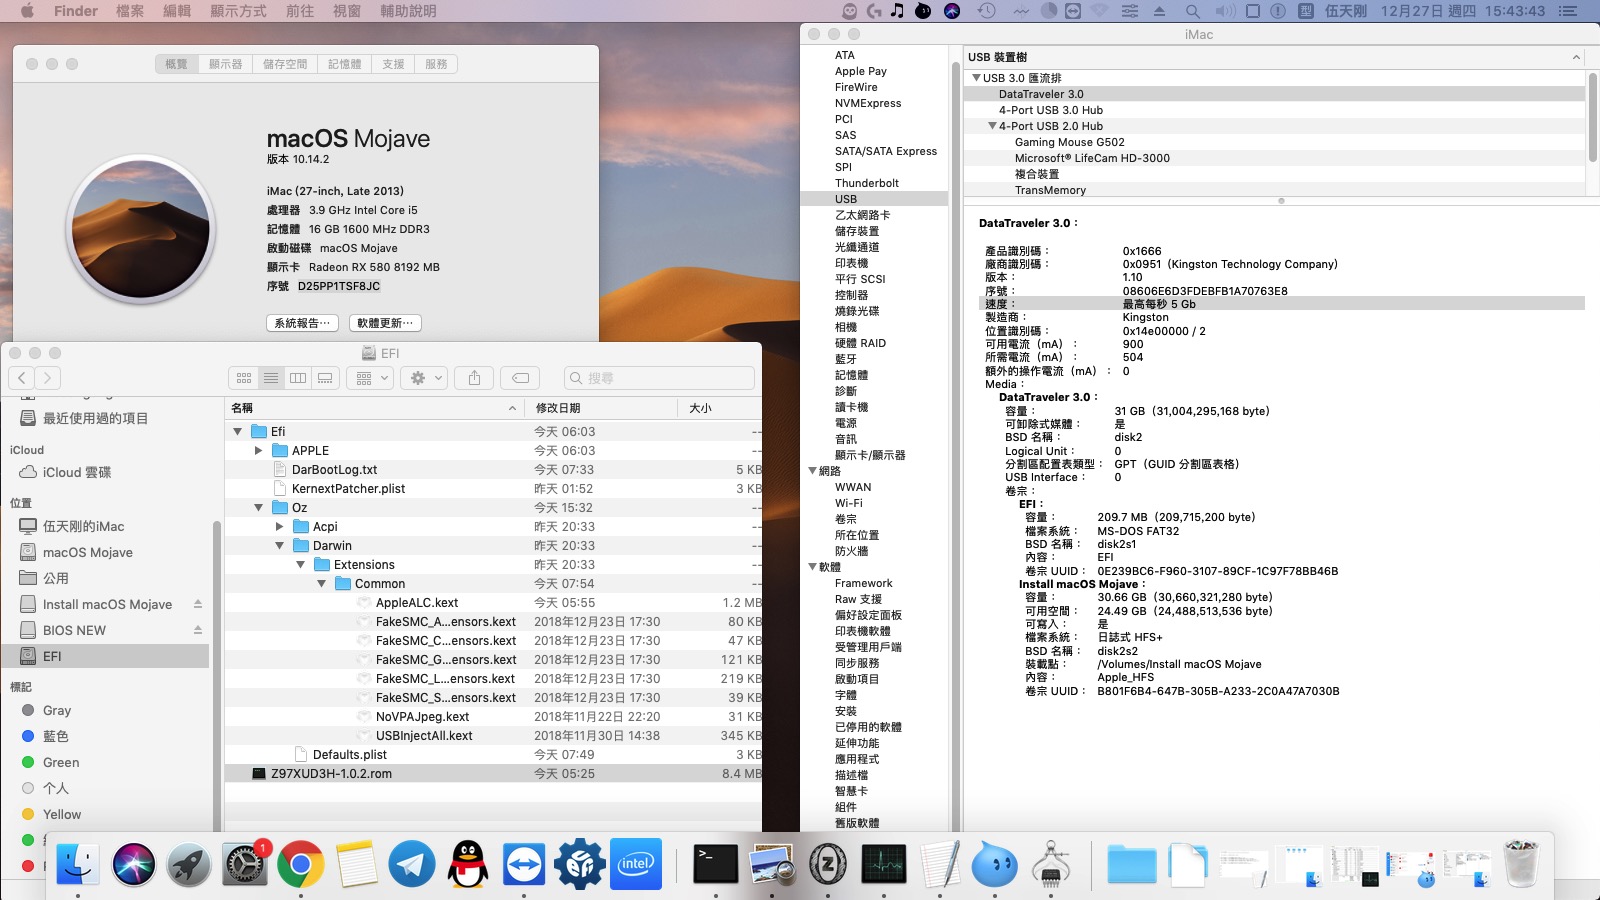 Finder 檔案 編輯 顯示方式 前往 視窗 輔助說明
伍天剛 12月27日 週四 15:43:43
概覽 顯示器 儲存空間 記憶體 支援 服務
macOS Mojave
版本 10.14.2
iMac (27-inch, Late 2013)
處理器 3.9 GHz Intel Core i5
記憶體 16 GB 1600 MHz DDR3
啟動磁碟 macOS Mojave
顯示卡 Radeon RX 580 8192 MB
序號 D25PP1TSF8JC
系統報告⋯ 軟體更新⋯
EFI
搜尋
最近使用過的項目
iCloud
iCloud 雲碟
位置
伍天剛的iMac
macOS Mojave
公用
Install macOS Mojave
BIOS NEW
EFI
標記
Gray
藍色
Green
个人
Yellow
名稱 修改日期 大小
Efi 今天 06:03 --
APPLE 今天 06:03 --
DarBootLog.txt 今天 07:33 5 KB
KernextPatcher.plist 昨天 01:52 3 KB
Oz 今天 15:32 --
Acpi 昨天 20:33 --
Darwin 昨天 20:33 --
Extensions 昨天 20:33 --
Common 今天 07:54 --
AppleALC.kext 今天 05:55 1.2 MB
FakeSMC_A...ensors.kext 2018年12月23日 17:30 80 KB
FakeSMC_C...ensors.kext 2018年12月23日 17:30 47 KB
FakeSMC_G...ensors.kext 2018年12月23日 17:30 121 KB
FakeSMC_L...ensors.kext 2018年12月23日 17:30 219 KB
FakeSMC_S...ensors.kext 2018年12月23日 17:30 39 KB
NoVPAJpeg.kext 2018年11月22日 22:20 31 KB
USBInjectAll.kext 2018年11月30日 14:38 345 KB
Defaults.plist 今天 07:49 3 KB
Z97XUD3H-1.0.2.rom 今天 05:25 8.4 MB
iMac
ATA
Apple Pay
FireWire
NVMExpress
PCI
SAS
SATA/SATA Express
SPI
Thunderbolt
USB
乙太網路卡
儲存裝置
光纖通道
印表機
平行 SCSI
控制器
燒錄光碟
相機
硬體 RAID
藍牙
記憶體
診斷
讀卡機
電源
音訊
顯示卡/顯示器
網路
WWAN
Wi-Fi
卷宗
所在位置
防火牆
軟體
Framework
Raw 支援
偏好設定面板
印表機軟體
受管理用戶端
同步服務
啟動項目
字體
安裝
已停用的軟體
延伸功能
應用程式
描述檔
智慧卡
組件
舊版軟體
USB 裝置樹
USB 3.0 匯流排
DataTraveler 3.0
4-Port USB 3.0 Hub
4-Port USB 2.0 Hub
Gaming Mouse G502
Microsoft® LifeCam HD-3000
複合裝置
TransMemory
DataTraveler 3.0：
產品識別碼： 0x1666
廠商識別碼： 0x0951（Kingston Technology Company）
版本： 1.10
序號： 08606E6D3FDEBFB1A70763E8
速度： 最高每秒 5 Gb
製造商： Kingston
位置識別碼： 0x14e00000 / 2
可用電流（mA）： 900
所需電流（mA）： 504
額外的操作電流（mA）： 0
Media：
DataTraveler 3.0：
容量： 31 GB（31,004,295,168 byte）
可卸除式媒體： 是
BSD 名稱： disk2
Logical Unit： 0
分割區配置表類型： GPT（GUID 分割區表格）
USB Interface： 0
卷宗：
EFI：
容量： 209.7 MB（209,715,200 byte）
檔案系統： MS-DOS FAT32
BSD 名稱： disk2s1
內容： EFI
卷宗 UUID： 0E239BC6-F960-3107-89CF-1C97F78BB46B
Install macOS Mojave：
容量： 30.66 GB（30,660,321,280 byte）
可用空間： 24.49 GB（24,488,513,536 byte）
可寫入： 是
檔案系統： 日誌式 HFS+
BSD 名稱： disk2s2
裝載點： /Volumes/Install macOS Mojave
內容： Apple_HFS
卷宗 UUID： B801F6B4-647B-305B-A233-2C0A47A7030B
1
intel